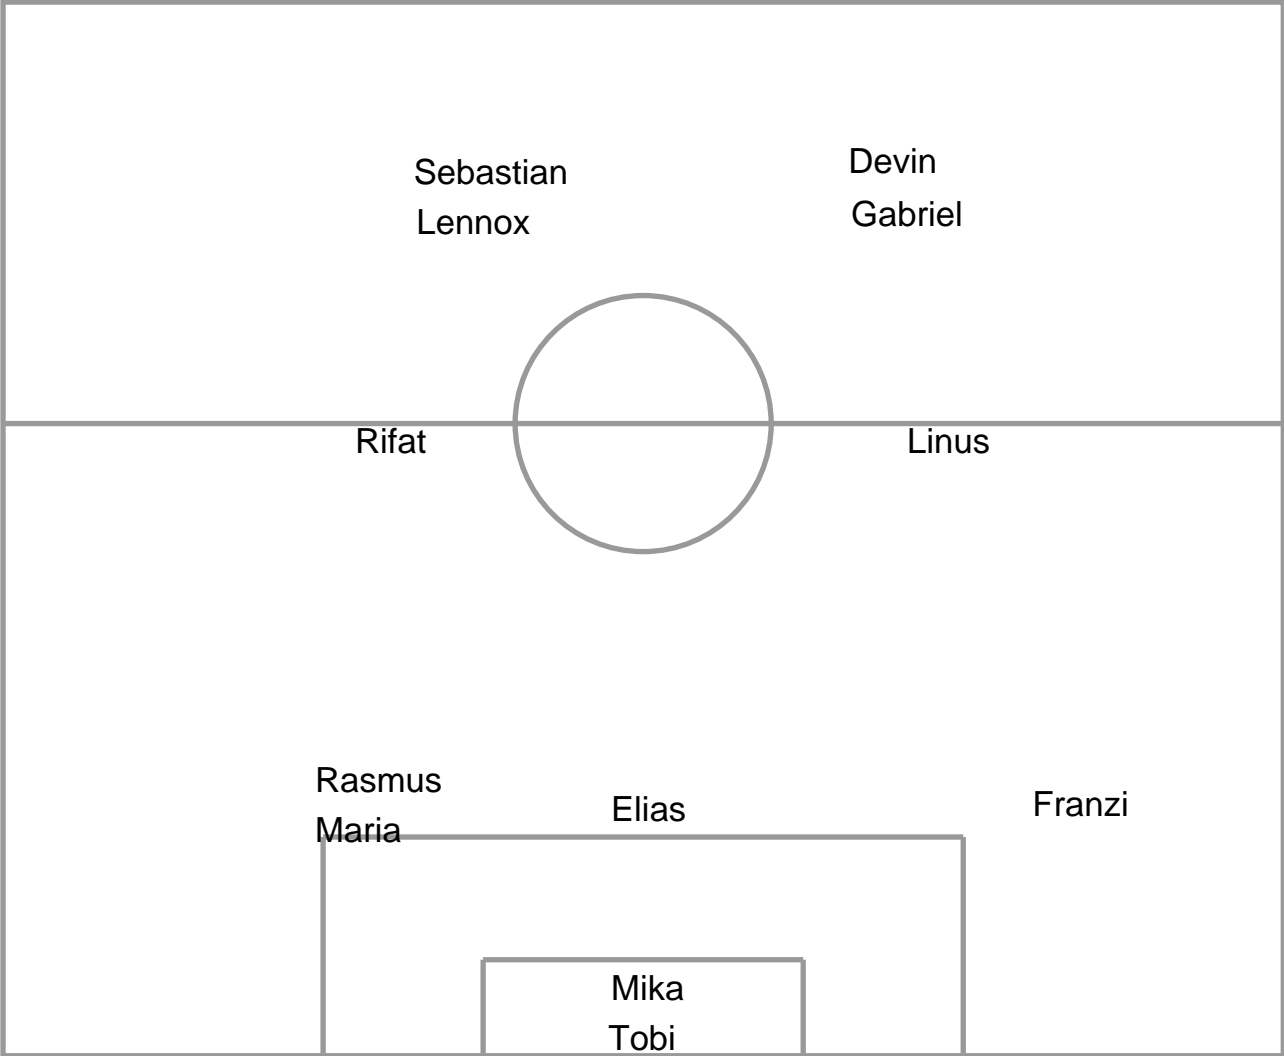 Sebastian
Lennox
Devin
Gabriel
Rifat
Linus
Rasmus
Maria
Elias
Franzi
Mika
Tobi